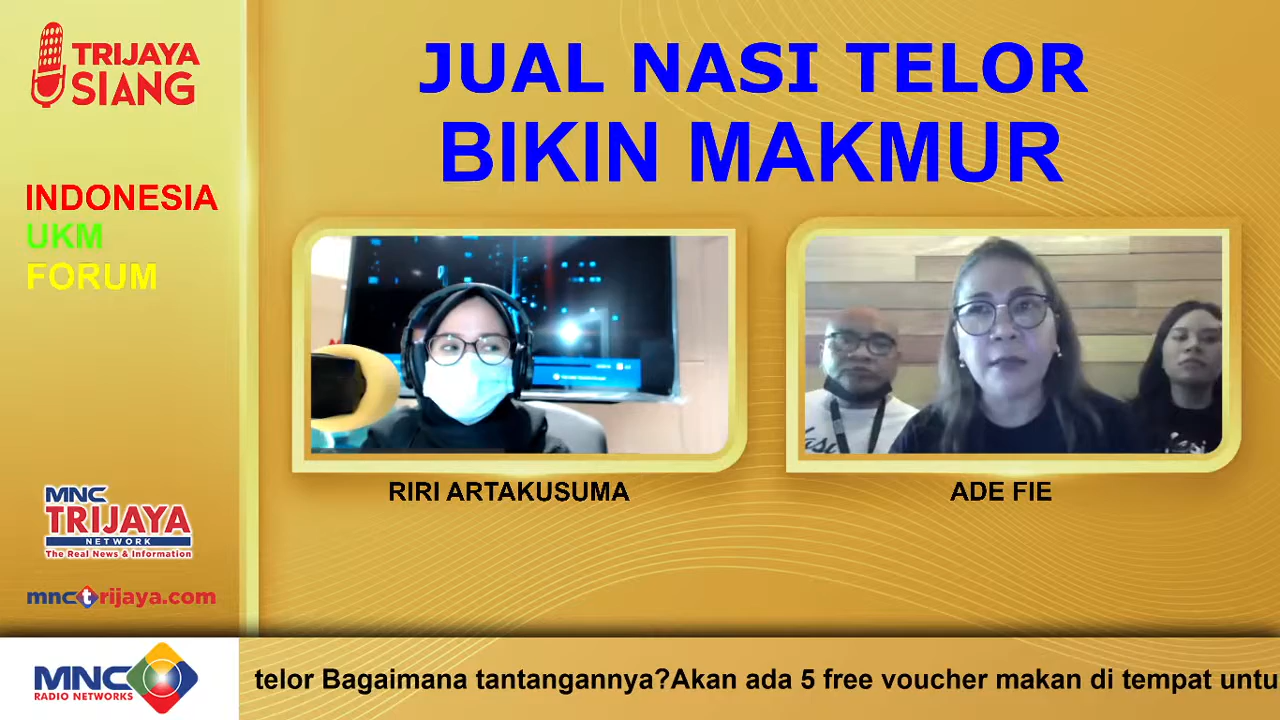 TRIJAYA
SIANG
INDONESIA
UKM
FORUM
JUAL NASI TELOR
BIKIN MAKMUR
RIRI ARTAKUSUMA
ADE FIE
MNC
TRIJAYA
NETWORK
The Real News & Information
mnctrijaya.com
MNC
RADIO NETWORKS
telor Bagaimana tantangannya?Akan ada 5 free voucher makan di tempat untu